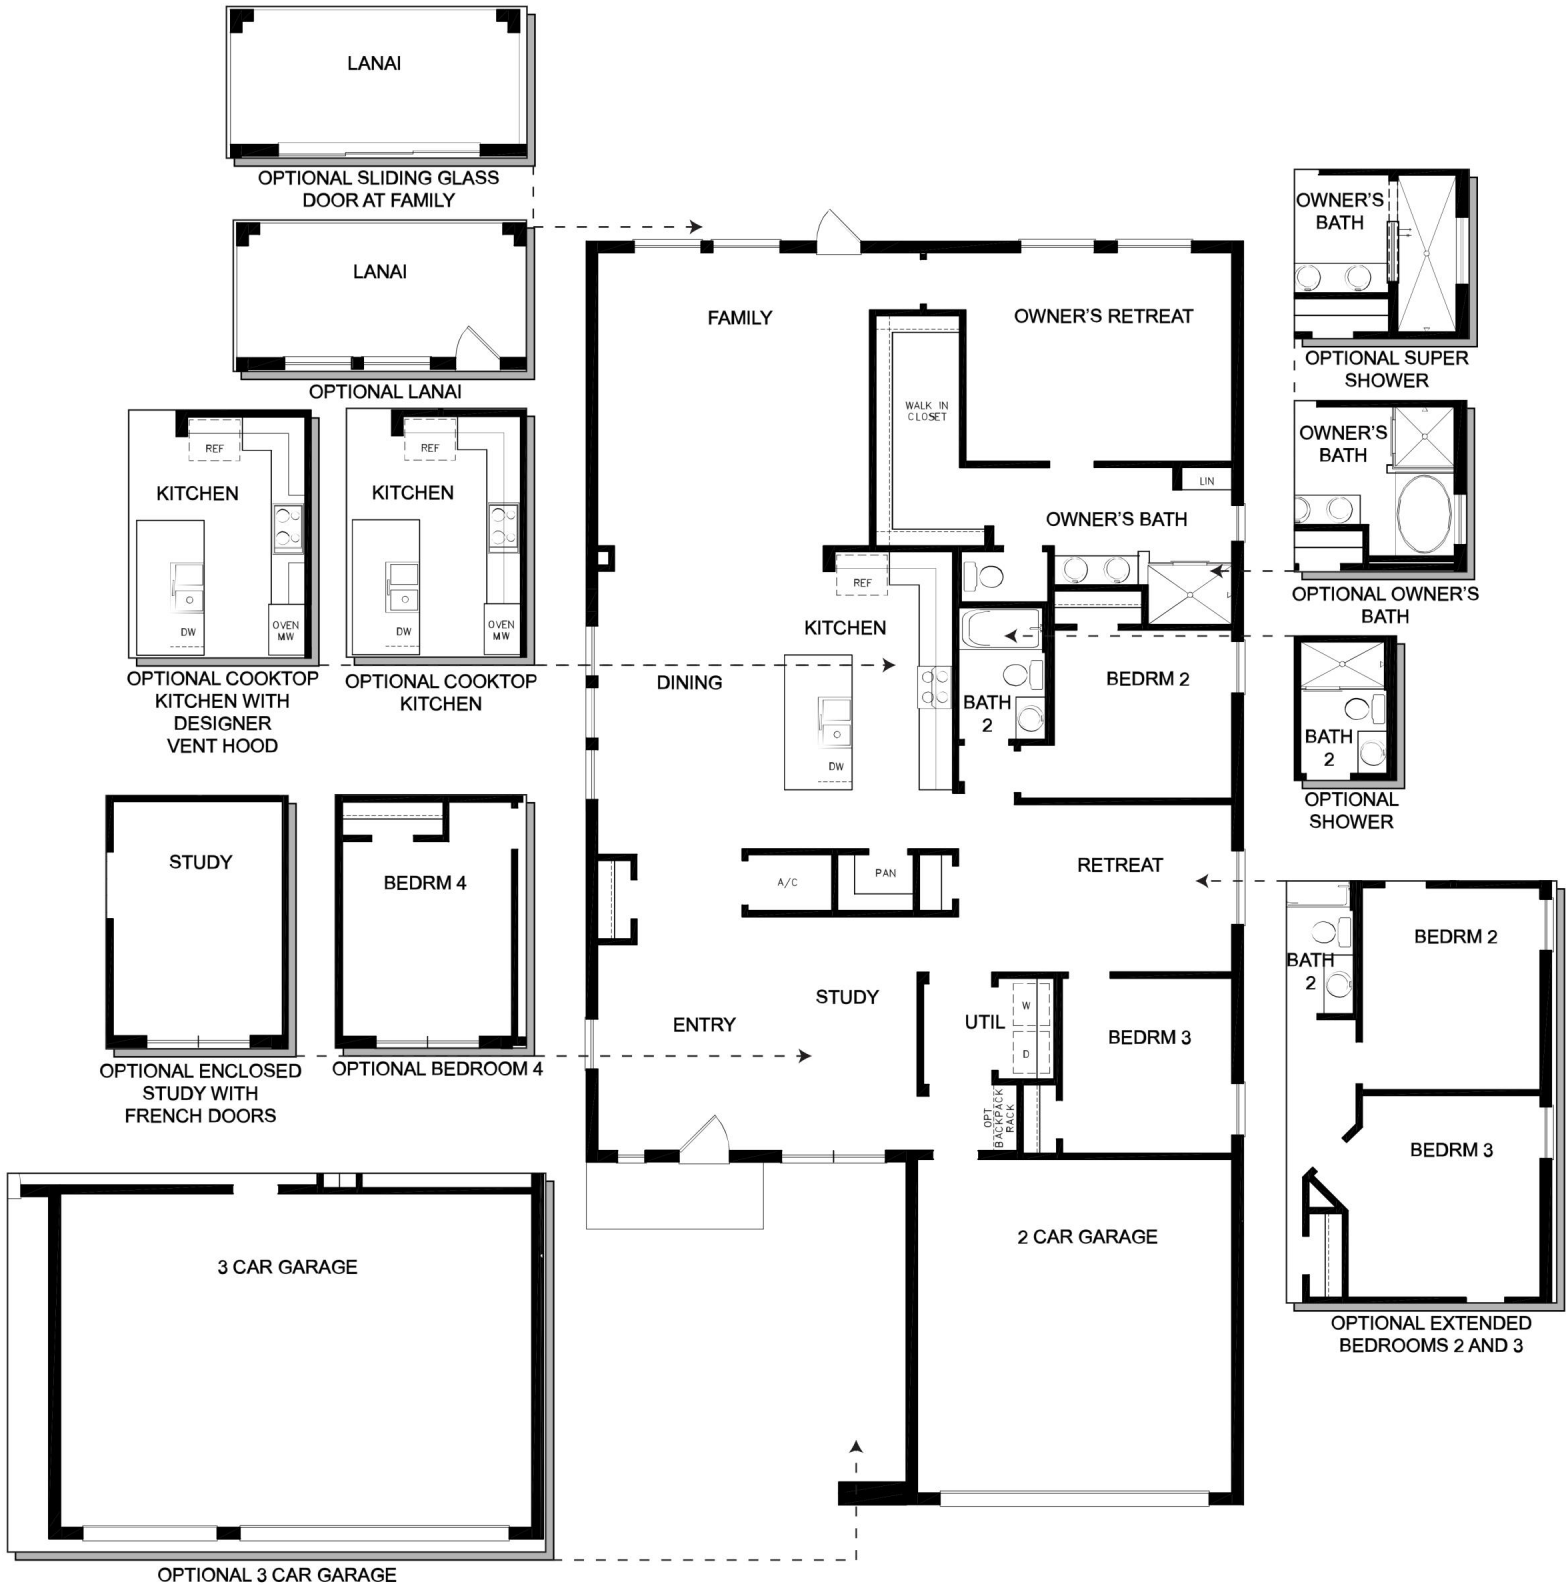 LANAI
OPTIONAL SLIDING GLASS
DOOR AT FAMILY
LANAI
OPTIONAL LANAI
REF
KITCHEN
DW
OVEN
MW
OPTIONAL COOKTOP
KITCHEN WITH
DESIGNER
VENT HOOD
REF
KITCHEN
DW
OVEN
MW
OPTIONAL COOKTOP
KITCHEN
STUDY
OPTIONAL ENCLOSED
STUDY WITH
FRENCH DOORS
BEDRM 4
OPTIONAL BEDROOM 4
3 CAR GARAGE
OPTIONAL 3 CAR GARAGE
FAMILY
OWNER'S RETREAT
WALK IN
CLOSET
LIN
OWNER'S BATH
REF
KITCHEN
DINING
DW
BATH
2
BEDRM 2
A/C
PAN
RETREAT
STUDY
ENTRY
UTIL
W
D
BEDRM 3
OPT
BACKPACK
RACK
2 CAR GARAGE
OWNER'S
BATH
OPTIONAL SUPER
SHOWER
OWNER'S
BATH
OPTIONAL OWNER'S
BATH
BATH
2
OPTIONAL
SHOWER
BEDRM 2
BATH
2
BEDRM 3
OPTIONAL EXTENDED
BEDROOMS 2 AND 3